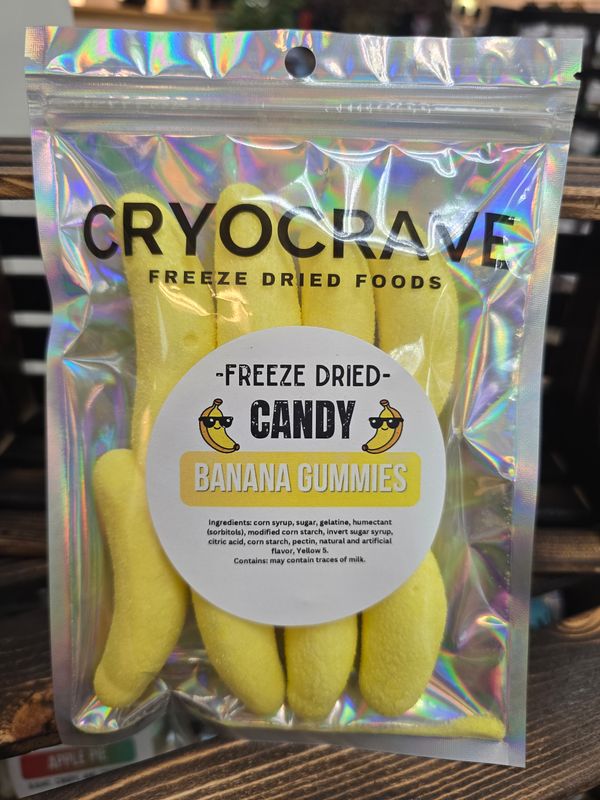 CRYOCRAVE
FREEZE DRIED FOODS
-FREEZE DRIED-
CANDY
BANANA GUMMIES
Ingredients: corn syrup, sugar, gelatine, humectant
(sorbitols), modified corn starch, invert sugar syrup,
citric acid, corn starch, pectin, natural and artificial
flavor, Yellow 5.
Contains: may contain traces of milk.
APPLE PIE